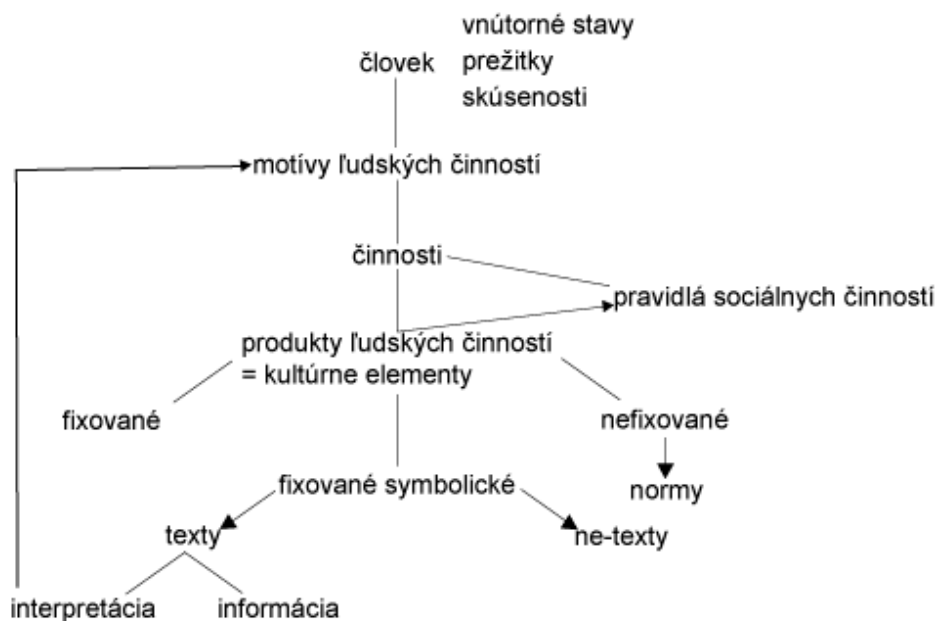 vnútorné stavy
človek prežitky
skúsenosti
motívy ľudských činností
činnosti
pravidlá sociálnych činností
produkty ľudských činností
= kultúrne elementy
fixované
nefixované
fixované symbolické
normy
texty
ne-texty
interpretácia
informácia